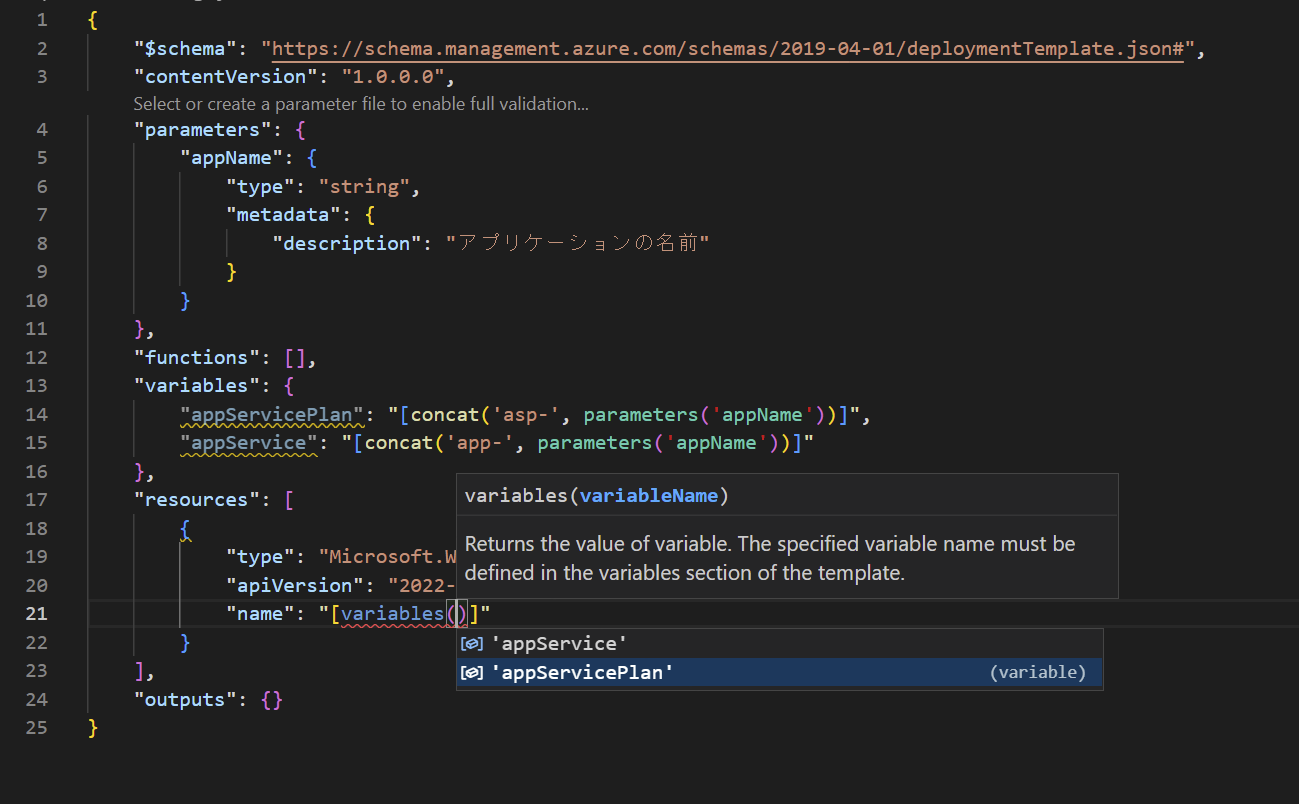 1 {
2 "$schema": "https://schema.management.azure.com/schemas/2019-04-01/deploymentTemplate.json#",
3 "contentVersion": "1.0.0.0",
Select or create a parameter file to enable full validation...
4 "parameters": {
5 "appName": {
6 "type": "string",
7 "metadata": {
8 "description": "アプリケーションの名前"
9 }
10 }
11 },
12 "functions": [],
13 "variables": {
14 "appServicePlan": "[concat('asp-', parameters('appName'))]",
15 "appService": "[concat('app-', parameters('appName'))]"
16 },
17 "resources": [
variables(variableName)
18 {
Returns the value of variable. The specified variable name must be
defined in the variables section of the template.
19 "type": "Microsoft.W
20 "apiVersion": "2022-
21 "name": "[variables()]"
22 }
'appService'
23 ],
'appServicePlan' (variable)
24 "outputs": {}
25 }